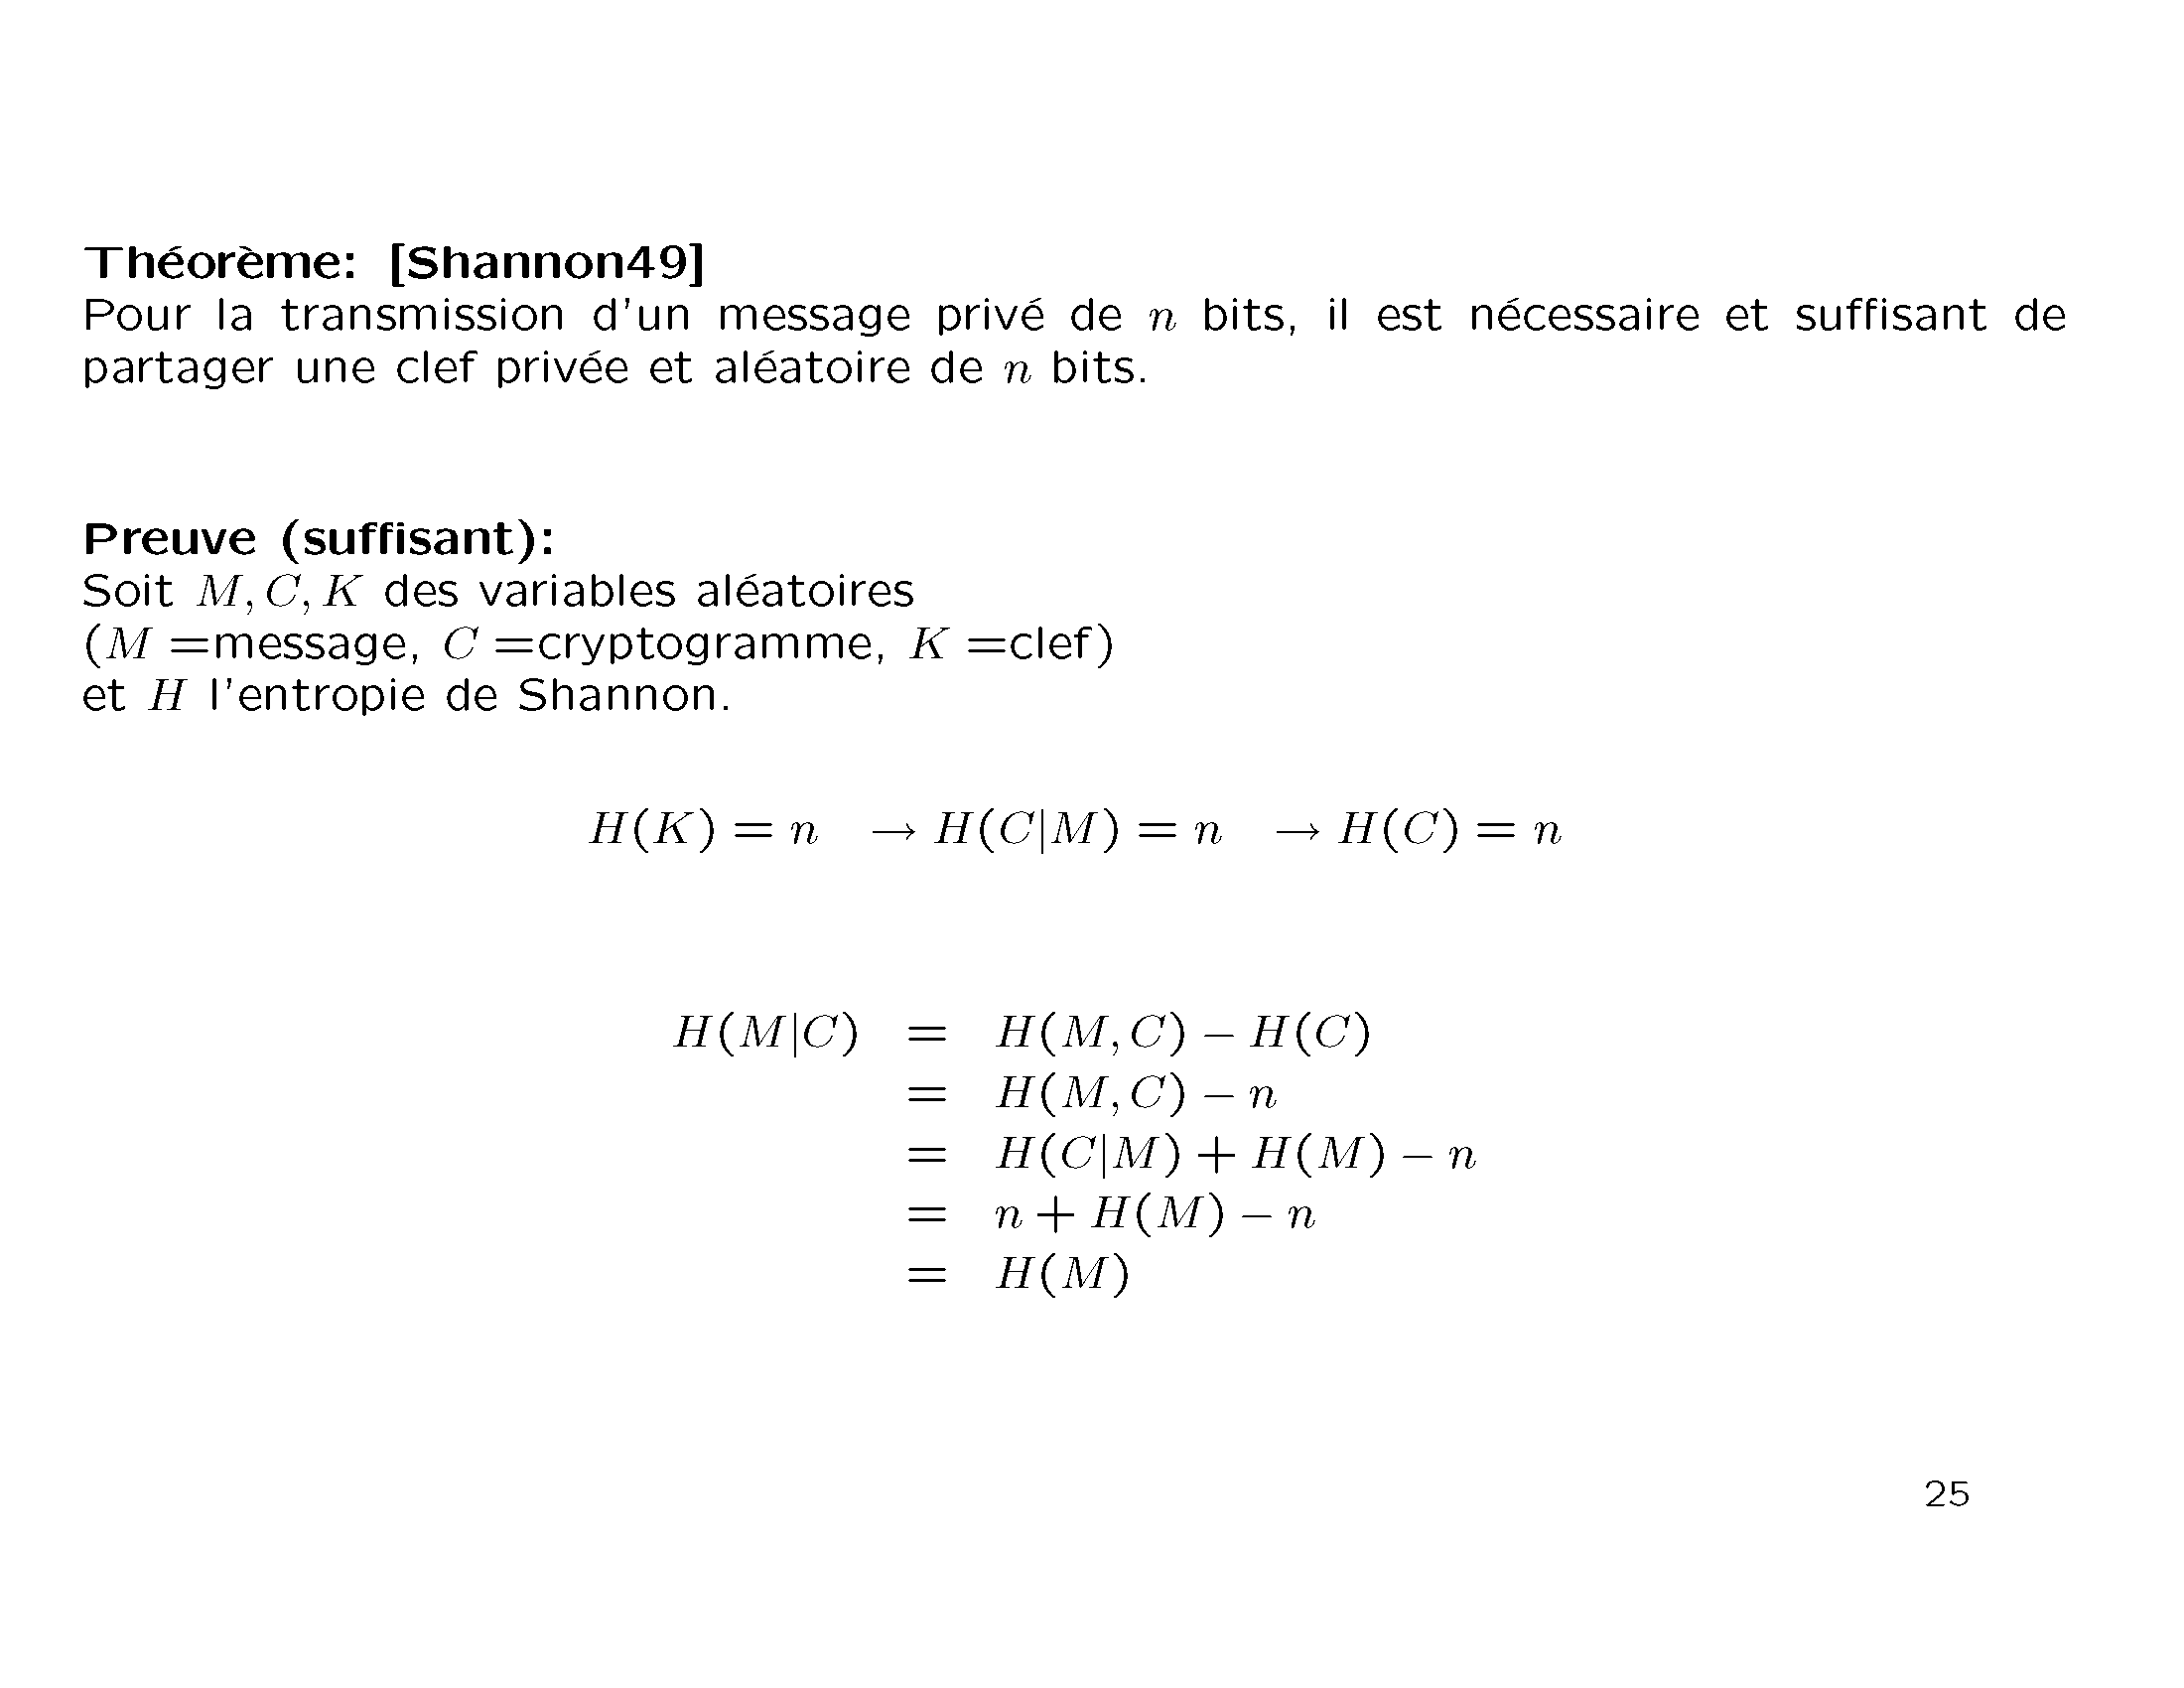 Théorème: [Shannon49]
Pour la transmission d'un message privé de n bits, il est nécessaire et suffisant de
partager une clef privée et aléatoire de n bits.
Preuve (suffisant):
Soit M, C, K des variables aléatoires
(M =message, C =cryptogramme, K =clef)
et H l'entropie de Shannon.
H(K) = n → H(C|M) = n → H(C) = n
H(M|C) = H(M, C) − H(C)
= H(M, C) − n
= H(C|M) + H(M) − n
= n + H(M) − n
= H(M)
25